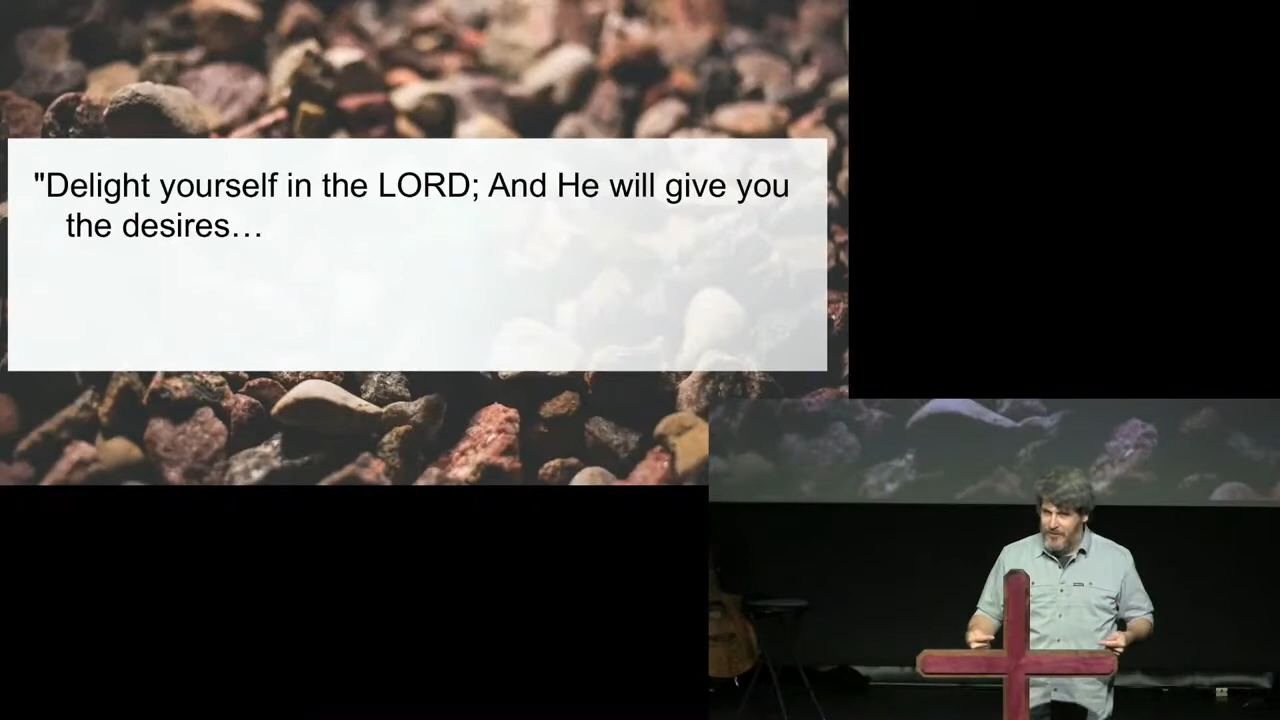 "Delight yourself in the LORD; And He will give you
the desires…